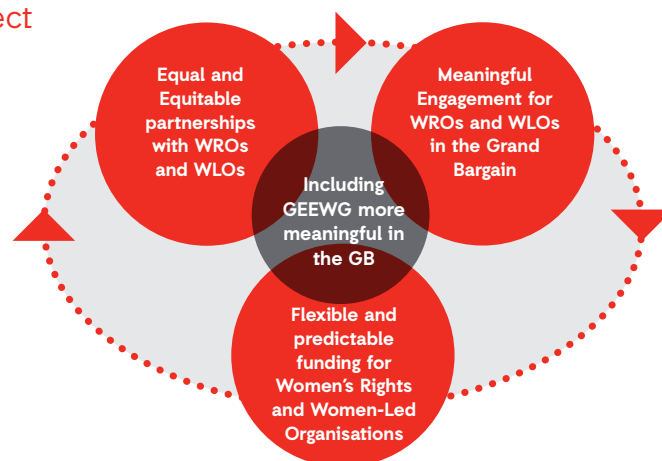 ect
Equal and
Equitable
partnerships
with WROs
and WLOs
Meaningful
Engagement for
WROs and WLOs
in the Grand
Bargain
Including
GEEWG more
meaningful in
the GB
Flexible and
predictable
funding for
Women's Rights
and Women-Led
Organisations